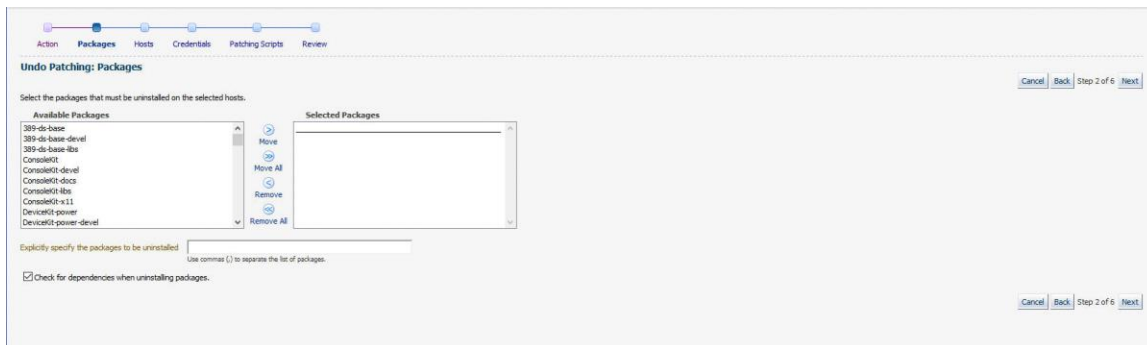 Action Packages Hosts Credentials Patching Scripts Review
Undo Patching: Packages
Cancel Back Step 2 of 6 Next
Select the packages that must be uninstalled on the selected hosts.
Available Packages Selected Packages
389-ds-base
389-ds-base-devel
389-ds-base-libs
ConsoleKit
ConsoleKit-devel
ConsoleKit-docs
ConsoleKit-libs
ConsoleKit-x11
DeviceKit-power
DeviceKit-power-devel
Move
Move All
Remove
Remove All
Explicitly specify the packages to be uninstalled
Use commas (,) to separate the list of packages.
Check for dependencies when uninstalling packages.
Cancel Back Step 2 of 6 Next